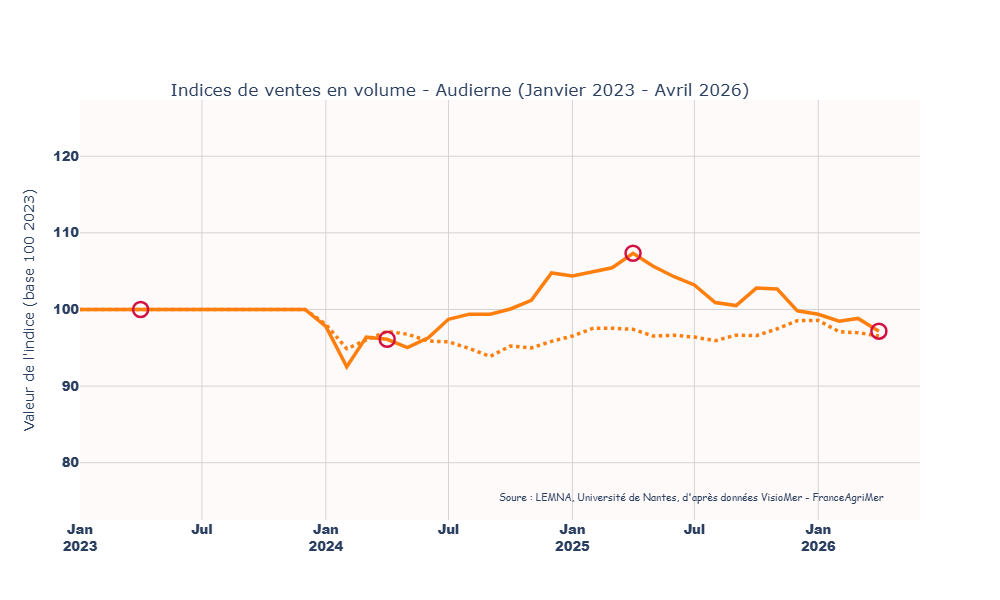 Indices de ventes en volume - Audierne (Janvier 2023 - Avril 2026)
Valeur de l'indice (base 100 2023)
120
110
100
90
80
Soure : LEMNA, Université de Nantes, d'après données VisioMer - FranceAgriMer
Jan Jul Jan Jul Jan Jul Jan
2023 2024 2025 2026